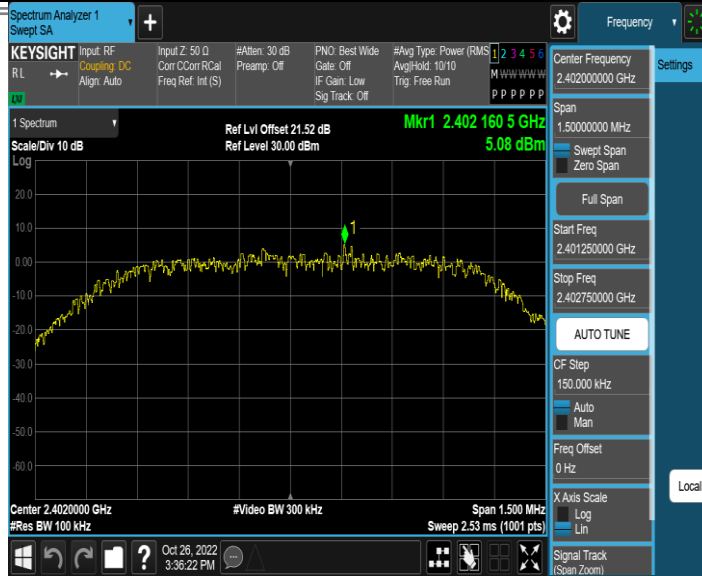 Spectrum Analyzer 1
Swept SA
+
Frequency
KEYSIGHT
RL
Input: RF
Coupling: DC
Align: Auto
Input Z: 50 Ω
Corr CCorr RCal
Freq Ref: Int (S)
#Atten: 30 dB
Preamp: Off
PNO: Best Wide
Gate: Off
IF Gain: Low
Sig Track: Off
#Avg Type: Power (RMS
Avg|Hold: 10/10
Trig: Free Run
1 2 3 4 5 6
M W W W W W
P P P P P P
1 Spectrum
Scale/Div 10 dB
Log
Ref Lvl Offset 21.52 dB
Ref Level 30.00 dBm
Mkr1 2.402 160 5 GHz
5.08 dBm
1
20.0
10.0
0.00
-10.0
-20.0
-30.0
-40.0
-50.0
-60.0
Center 2.4020000 GHz
#Res BW 100 kHz
#Video BW 300 kHz
Span 1.500 MHz
Sweep 2.53 ms (1001 pts)
?
Oct 26, 2022
3:36:22 PM
Center Frequency
2.402000000 GHz
Span
1.50000000 MHz
Swept Span
Zero Span
Full Span
Start Freq
2.401250000 GHz
Stop Freq
2.402750000 GHz
AUTO TUNE
CF Step
150.000 kHz
Auto
Man
Freq Offset
0 Hz
X Axis Scale
Log
Lin
Signal Track
(Span Zoom)
Settings
Local